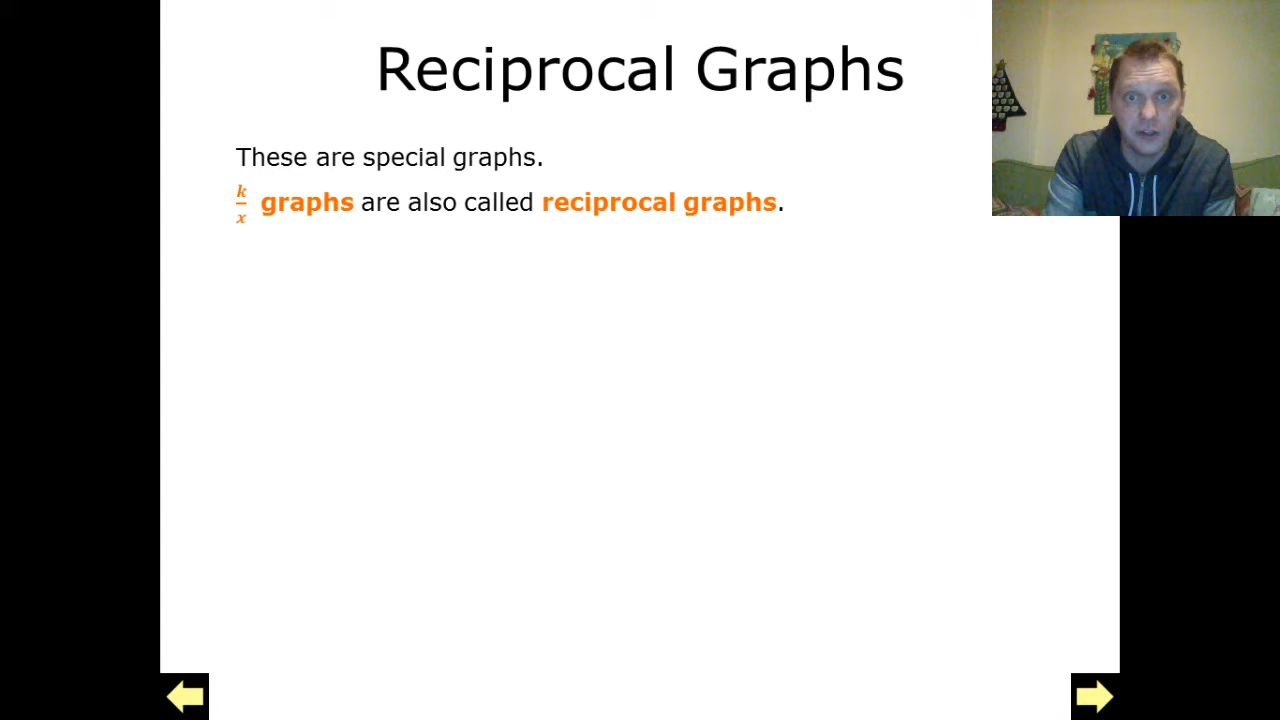 Reciprocal Graphs
These are special graphs.
k/x graphs are also called reciprocal graphs.